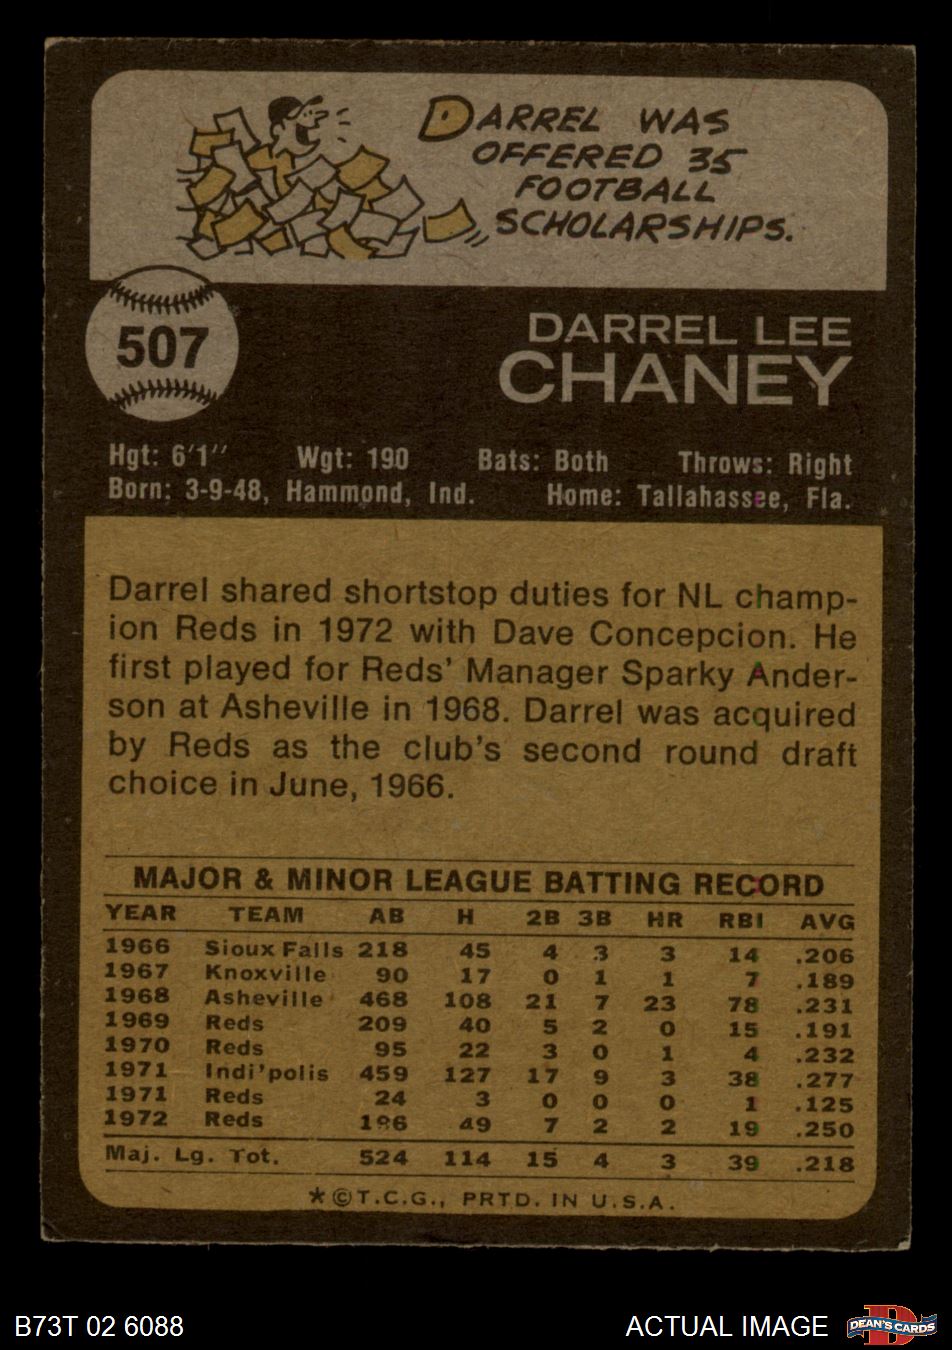 DARREL WAS
OFFERED 35
FOOTBALL
SCHOLARSHIPS.
507
DARREL LEE
CHANEY
Hgt: 6'1" Wgt: 190 Bats: Both Throws: Right
Born: 3-9-48, Hammond, Ind. Home: Tallahassee, Fla.
Darrel shared shortstop duties for NL champ-
ion Reds in 1972 with Dave Concepcion. He
first played for Reds' Manager Sparky Ander-
son at Asheville in 1968. Darrel was acquired
by Reds as the club's second round draft
choice in June, 1966.
MAJOR & MINOR LEAGUE BATTING RECORD
YEAR TEAM AB H 2B 3B HR RBI AVG
1966 Sioux Falls 218 45 4 3 3 14 .206
1967 Knoxville 90 17 0 1 1 7 .189
1968 Asheville 468 108 21 7 23 78 .231
1969 Reds 209 40 5 2 0 15 .191
1970 Reds 95 22 3 0 1 4 .232
1971 Indi'polis 459 127 17 9 3 38 .277
1971 Reds 24 3 0 0 0 1 .125
1972 Reds 196 49 7 2 2 19 .250
Maj. Lg. Tot. 524 114 15 4 3 39 .218
*©T.C.G., PRTD. IN U.S.A.
B73T 02 6088 ACTUAL IMAGE DEAN'S CARDS